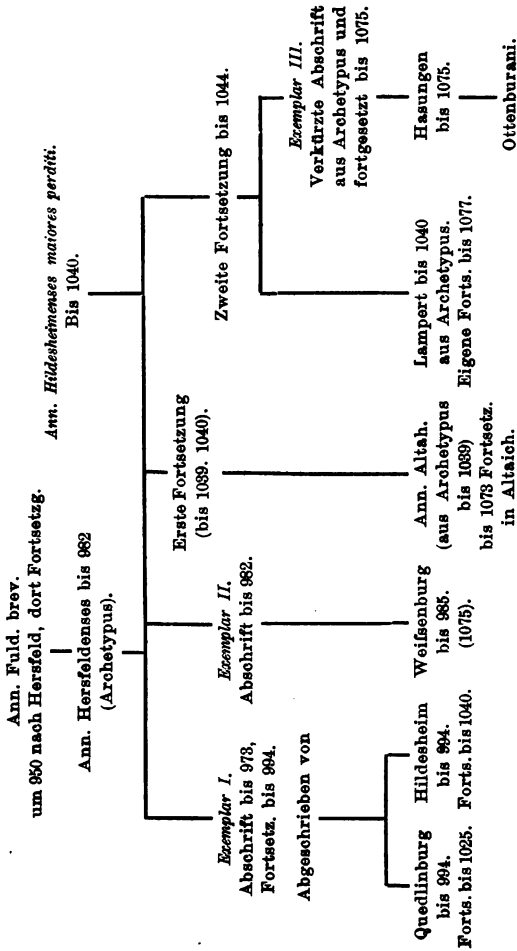 Ann. Fuld. brev.
um 950 nach Hersfeld, dort Fortsetzg.
Ann. Hersfeldenses bis 982
(Archetypus).
Ann. Hildesheimenses maiores perditi.
Bis 1040.
Exemplar I.
Abschrift bis 973,
Fortsetz. bis 994.
Abgeschrieben von
Quedlinburg
bis 994.
Forts. bis 1025.
Hildesheim
bis 994.
Forts. bis 1040.
Exemplar II.
Abschrift bis 982.
Weißenburg
bis 985.
(1075).
Erste Fortsetzung
(bis 1039. 1040).
Ann. Altah.
(aus Archetypus
bis 1039)
bis 1073 Fortsetz.
in Altaich.
Zweite Fortsetzung bis 1044.
Lampert bis 1040
aus Archetypus.
Eigene Forts. bis 1077.
Exemplar III.
Verkürzte Abschrift
aus Archetypus und
fortgesetzt bis 1075.
Hasungen
bis 1075.
Ottenburani.